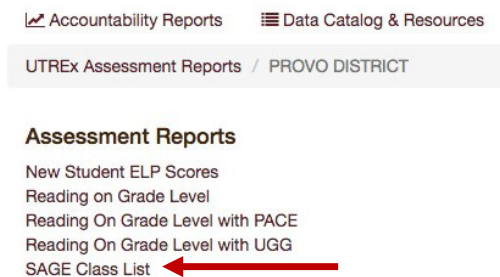 Accountability Reports Data Catalog & Resources
UTREx Assessment Reports / PROVO DISTRICT
Assessment Reports
New Student ELP Scores
Reading on Grade Level
Reading On Grade Level with PACE
Reading On Grade Level with UGG
SAGE Class List